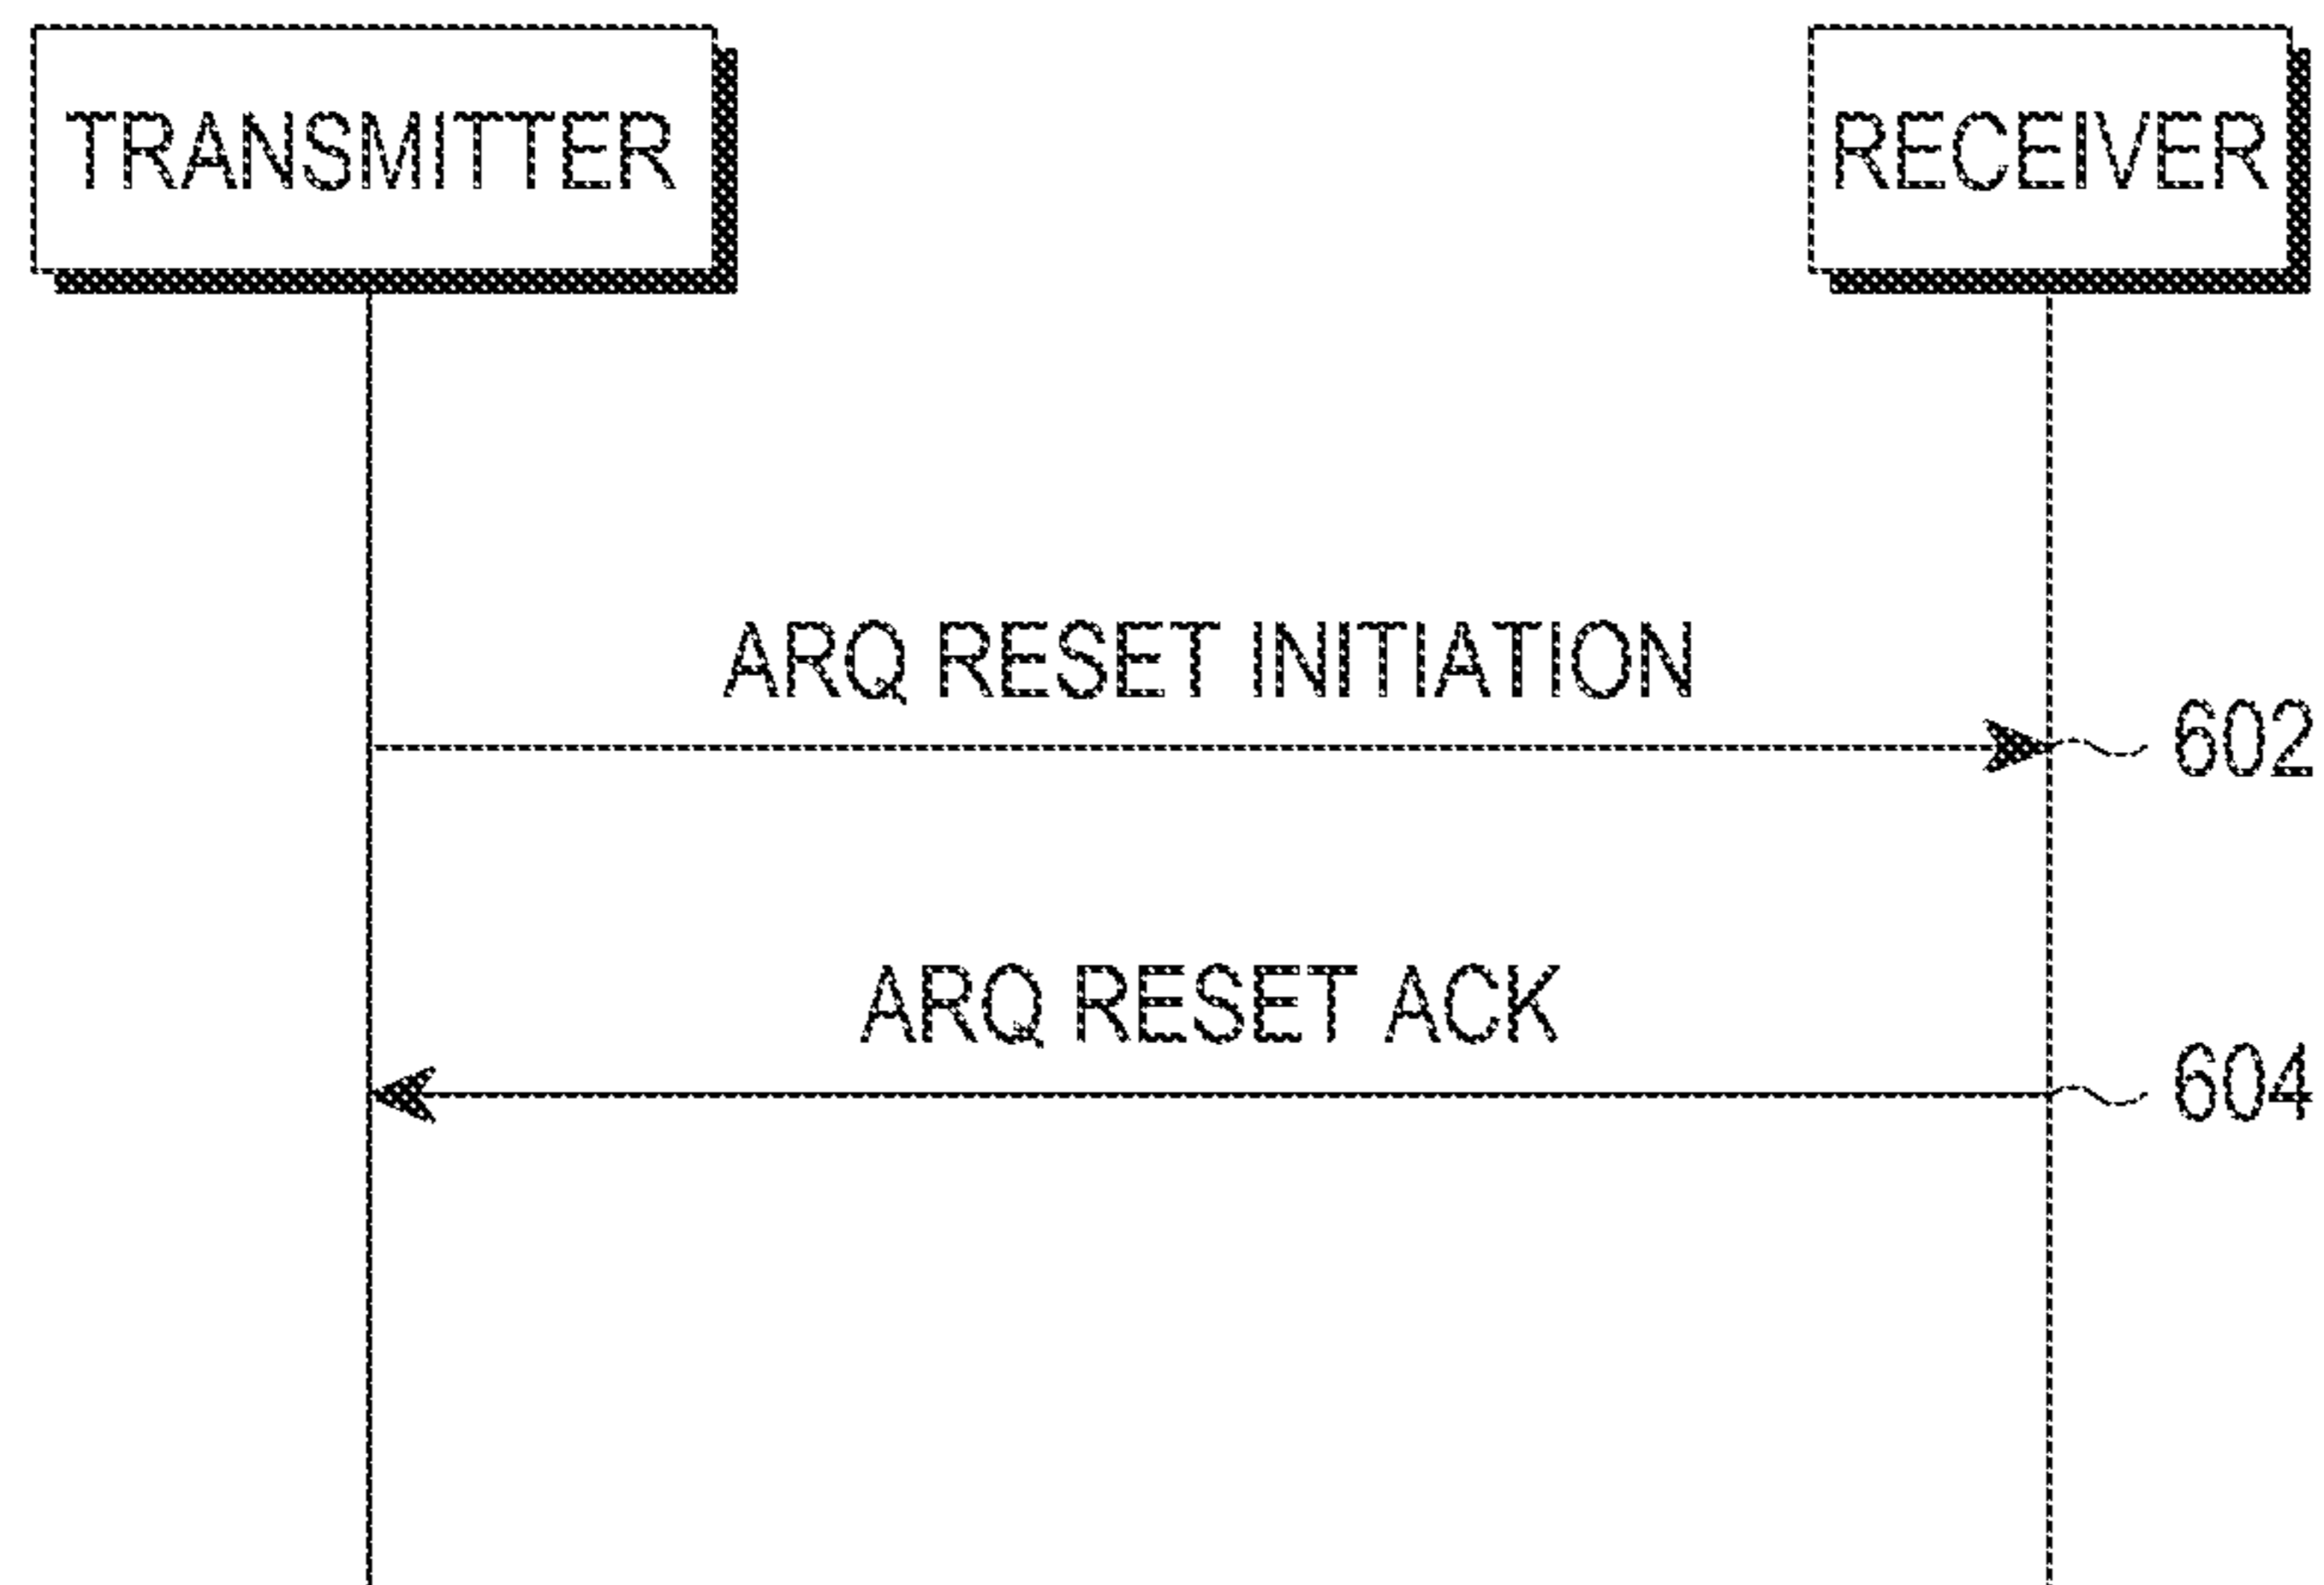 TRANSMITTER
RECEIVER
ARQ RESET INITIATION
602
ARQ RESET ACK
604